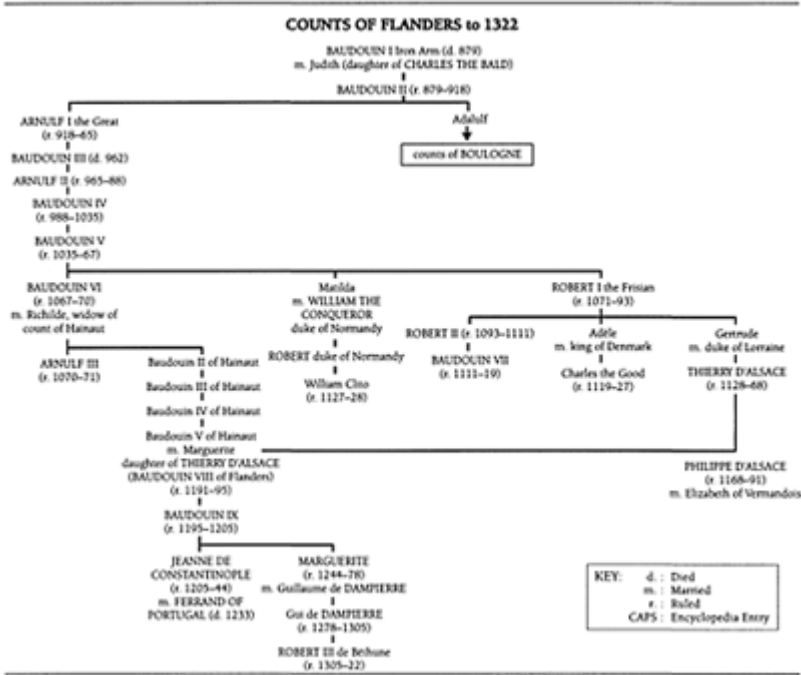 COUNTS OF FLANDERS to 1322
BAUDOUIN I Iron Arm (d. 879)
m. Judith (daughter of CHARLES THE BALD)
BAUDOUIN II (r. 879–918)
ARNULF I the Great
(r. 918–65)
Adalulf
counts of BOULOGNE
BAUDOUIN III (d. 962)
ARNULF II (r. 965–88)
BAUDOUIN IV
(r. 988–1035)
BAUDOUIN V
(r. 1035–67)
BAUDOUIN VI
(r. 1067–70)
m. Richilde, widow of
count of Hainaut
Matilda
m. WILLIAM THE
CONQUEROR
duke of Normandy
ROBERT I the Frisian
(r. 1071–93)
ARNULF III
(r. 1070–71)
Baudouin II of Hainaut
Baudouin III of Hainaut
Baudouin IV of Hainaut
Baudouin V of Hainaut
m. Marguerite
daughter of THIERRY D'ALSACE
(BAUDOUIN VIII of Flanders)
(r. 1191–95)
ROBERT duke of Normandy
William Clito
(r. 1127–28)
ROBERT II (r. 1093–1111)
BAUDOUIN VII
(r. 1111–19)
Adèle
m. king of Denmark
Charles the Good
(r. 1119–27)
Gertrude
m. duke of Lorraine
THIERRY D'ALSACE
(r. 1128–68)
PHILIPPE D'ALSACE
(r. 1168–91)
m. Elizabeth of Vermandois
BAUDOUIN IX
(r. 1195–1205)
JEANNE DE
CONSTANTINOPLE
(r. 1205–44)
m. FERRAND OF
PORTUGAL (d. 1233)
MARGUERITE
(r. 1244–78)
m. Guillaume de DAMPIERRE
Gui de DAMPIERRE
(r. 1278–1305)
ROBERT III de Béthune
(r. 1305–22)
KEY: d. : Died
m. : Married
r. : Ruled
CAPS : Encyclopedia Entry